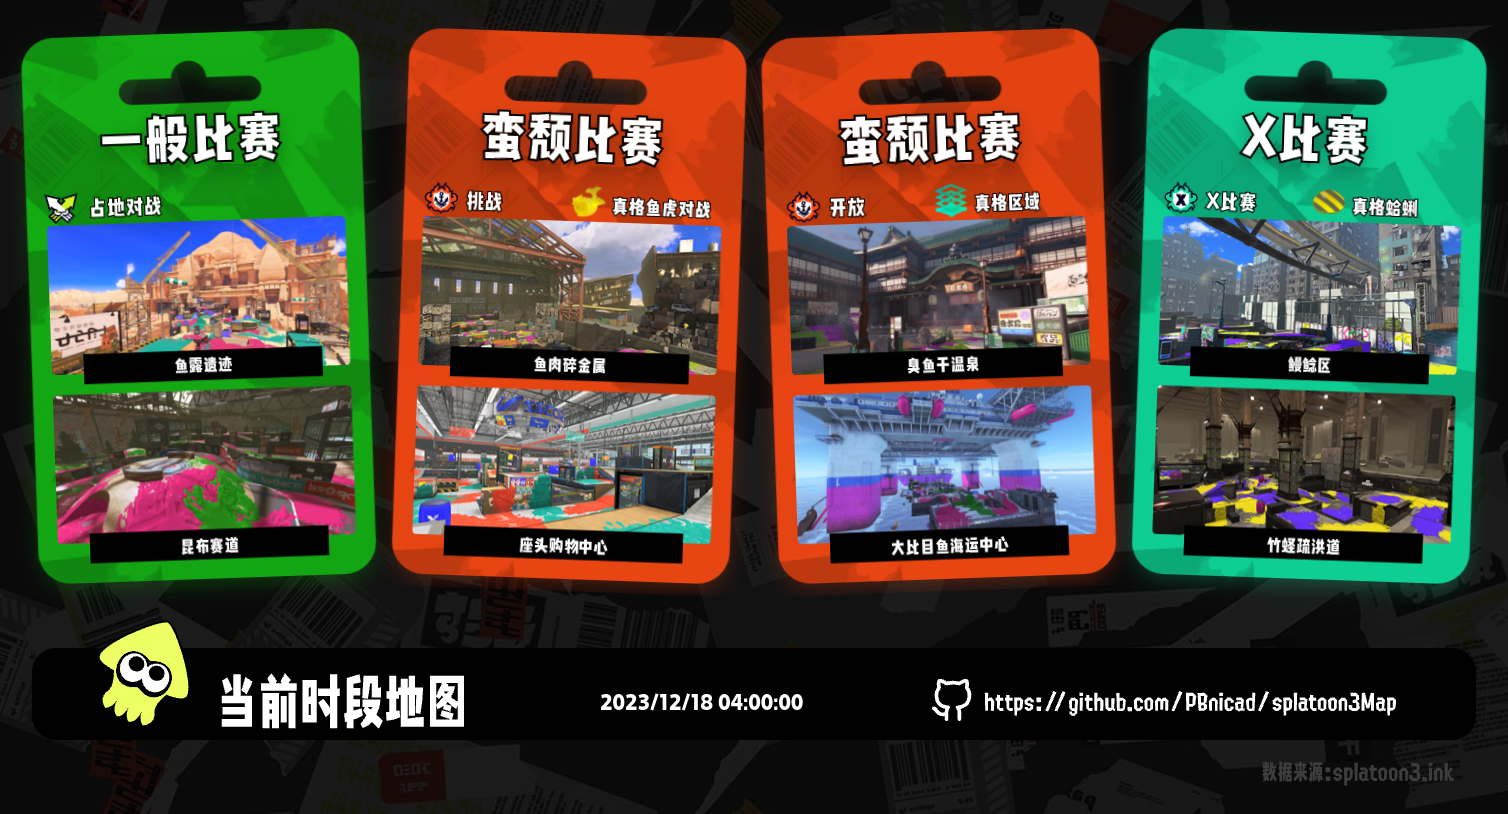 一般比赛
占地对战
鱼露遗迹
昆布赛道
蛮颓比赛
挑战
真格鱼虎对战
鱼肉碎金属
座头购物中心
蛮颓比赛
开放
真格区域
臭鱼干温泉
大比目鱼海运中心
X比赛
X比赛
真格蛤蜊
鳗鲶区
竹蛏疏洪道
当前时段地图
2023/12/18 04:00:00
https://github.com/PBnicad/splatoon3Map
数据来源:splatoon3.ink